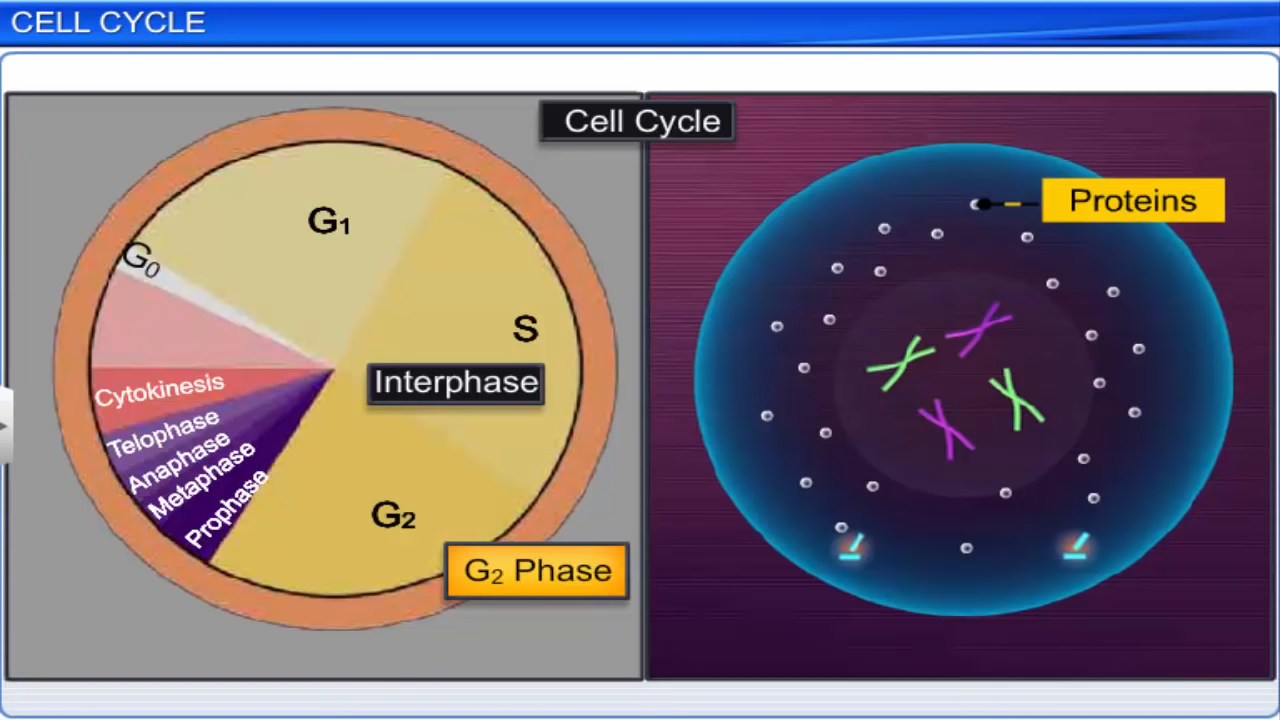 CELL CYCLE
Cell Cycle
Proteins
G₁
G₀
S
Interphase
Cytokinesis
Telophase
Anaphase
Metaphase
Prophase
G₂
G₂ Phase